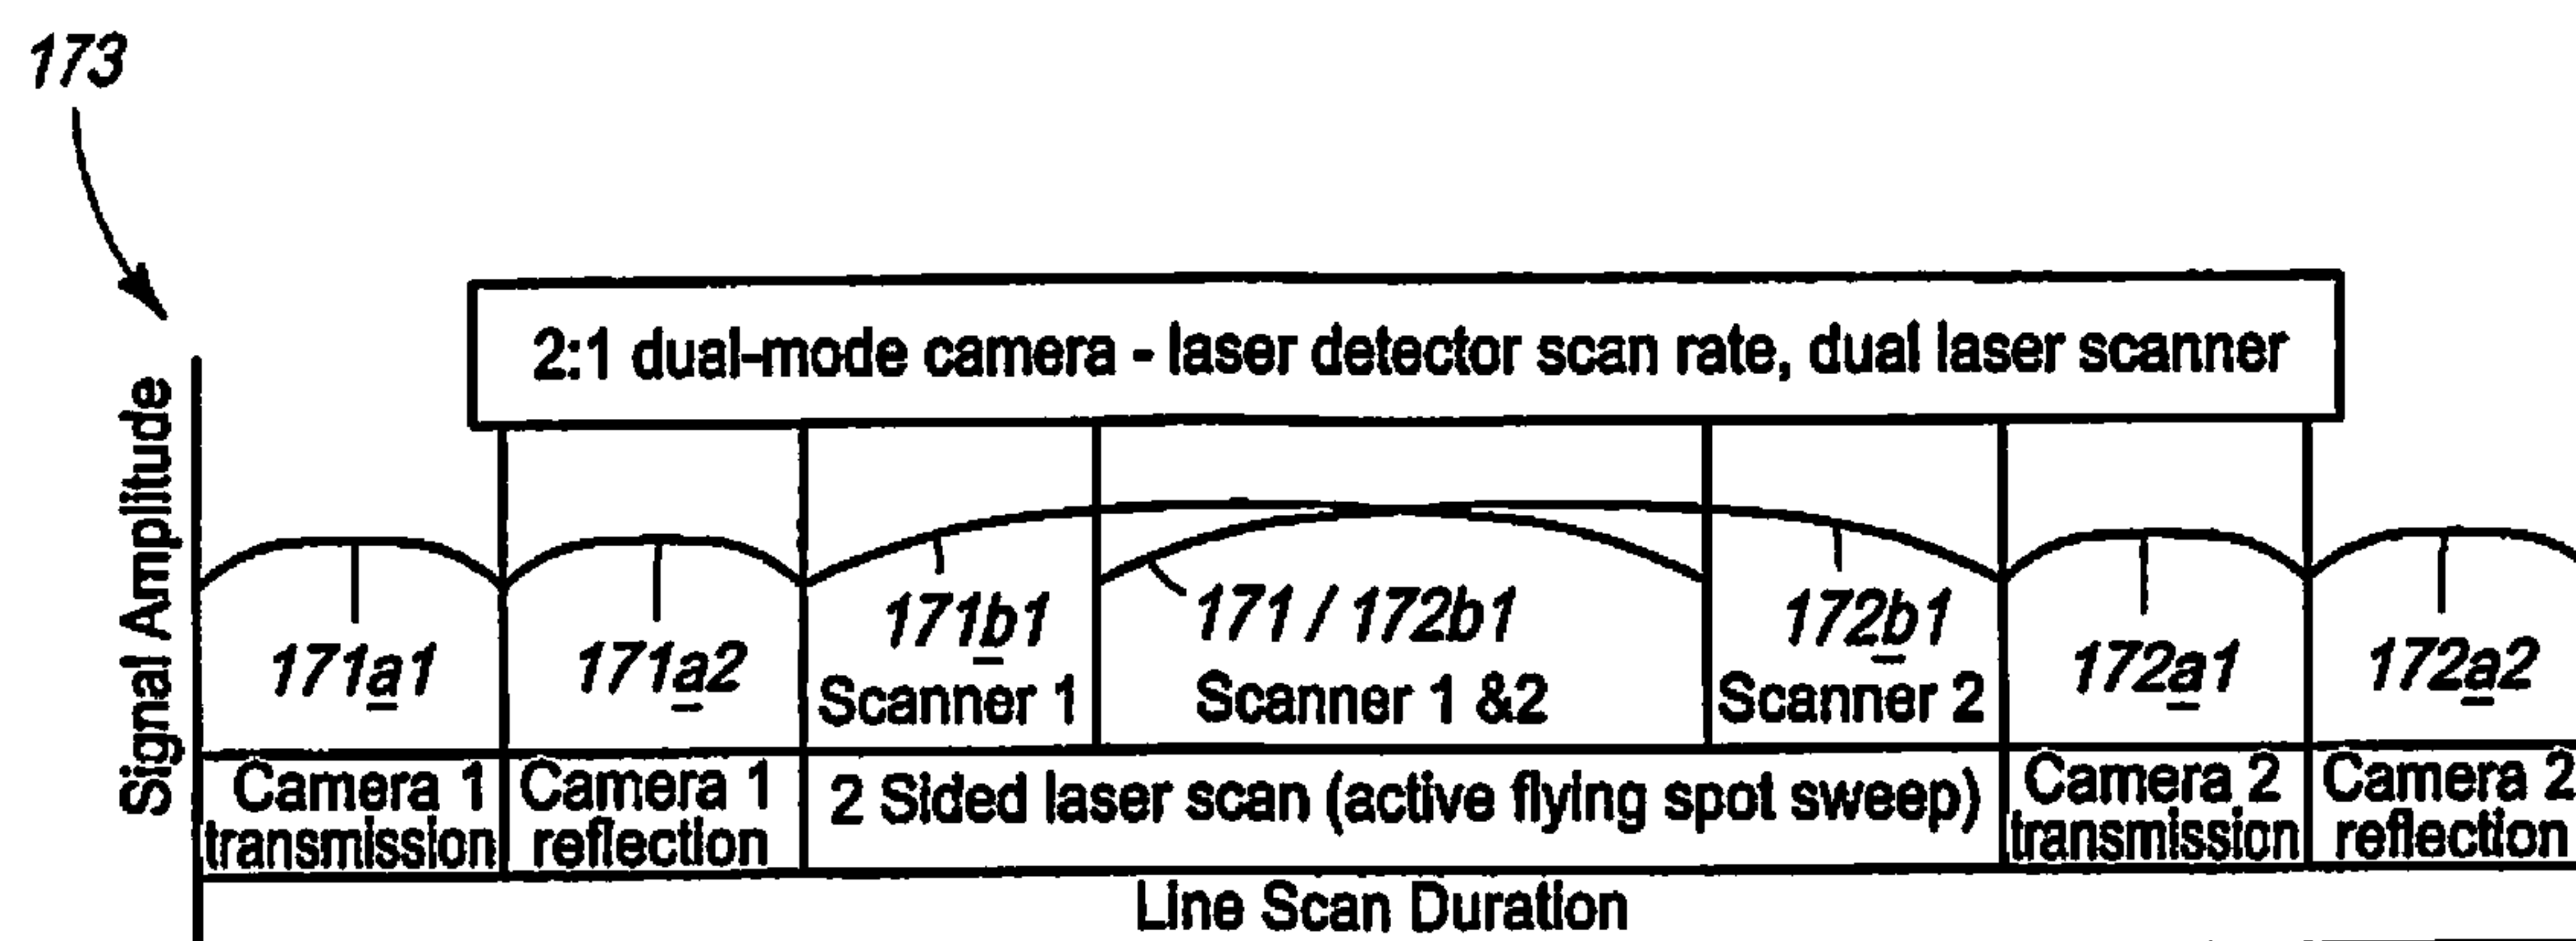 173
2:1 dual-mode camera - laser detector scan rate, dual laser scanner
Signal Amplitude
171a1
171a2
171b1
171 / 172b1
172b1
172a1
172a2
Scanner 1
Scanner 1 &2
Scanner 2
Camera 1
transmission
Camera 1
reflection
2 Sided laser scan (active flying spot sweep)
Camera 2
transmission
Camera 2
reflection
Line Scan Duration